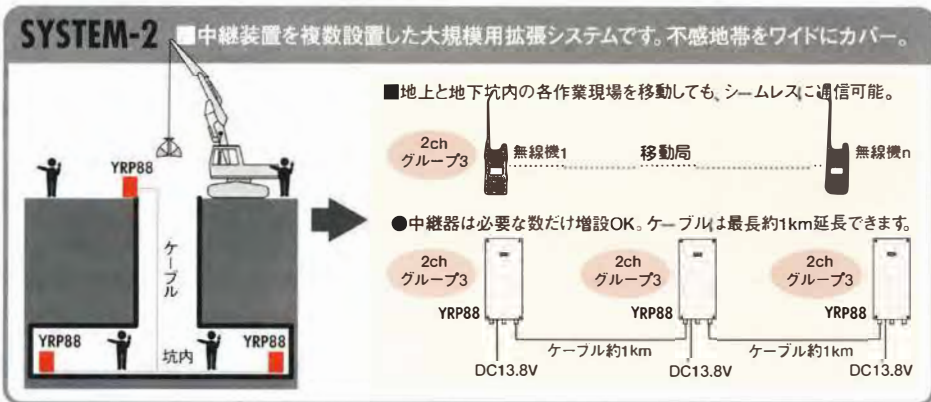 SYSTEM-2 ■中継装置を複数設置した大規模用拡張システムです。不感地帯をワイドにカバー。
YRP88
ケーブル
YRP88
坑内
YRP88
■地上と地下坑内の各作業現場を移動しても、シームレスに通信可能。
2ch
グループ3
無線機1
移動局
無線機n
●中継器は必要な数だけ増設OK。ケーブルは最長約1km延長できます。
2ch
グループ3
YRP88
2ch
グループ3
YRP88
2ch
グループ3
YRP88
ケーブル約1km
ケーブル約1km
DC13.8V
DC13.8V
DC13.8V